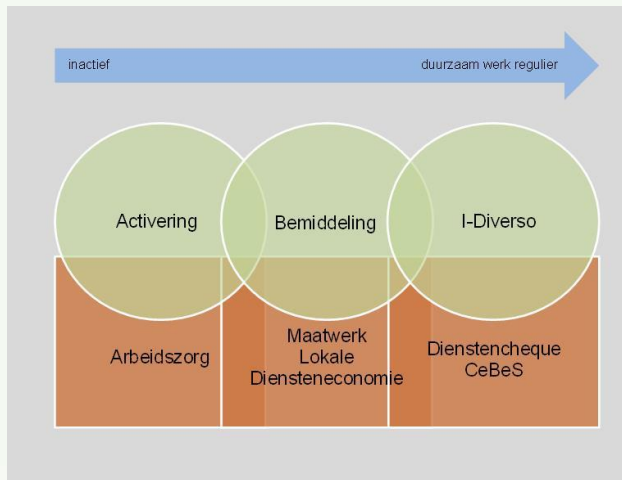 inactief
duurzaam werk regulier
Activering
Bemiddeling
I-Diverso
Arbeidszorg
Maatwerk
Lokale
Diensteneconomie
Dienstencheque
CeBeS